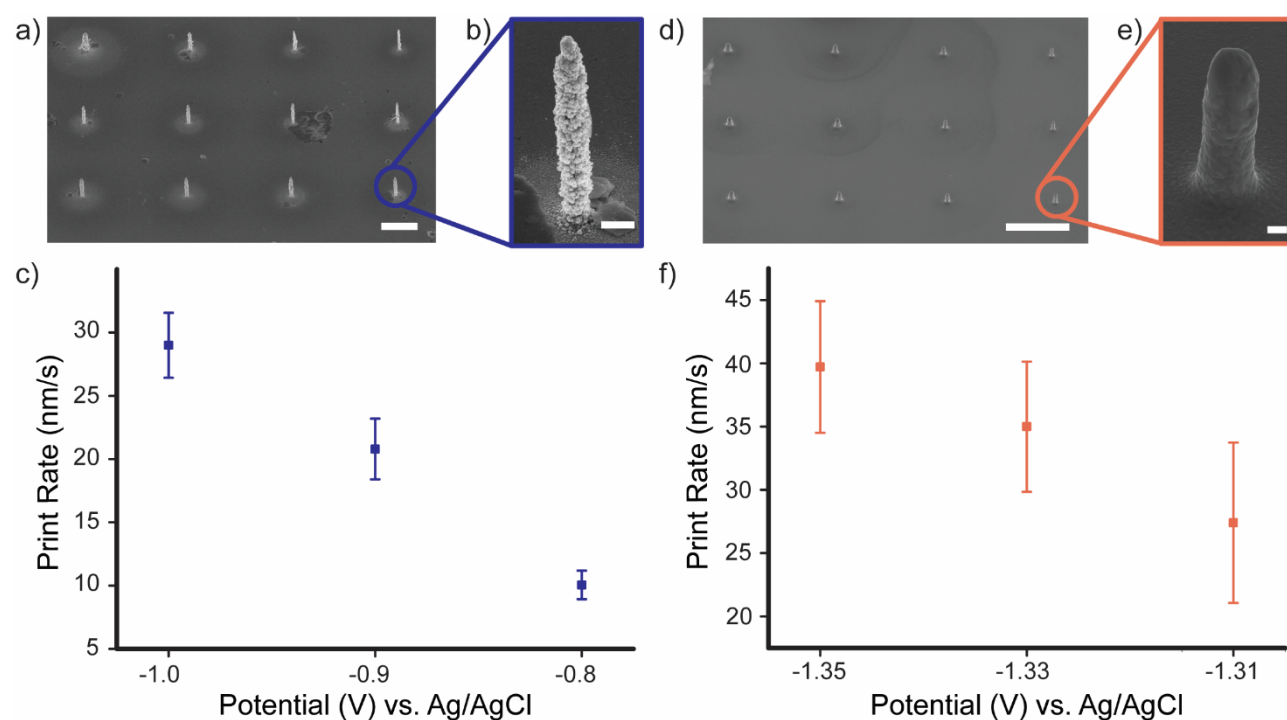 a)
b)
d)
e)
c)
30
25
20
15
10
5
Print Rate (nm/s)
-1.0
-0.9
-0.8
Potential (V) vs. Ag/AgCl
f)
45
40
35
30
25
20
Print Rate (nm/s)
-1.35
-1.33
-1.31
Potential (V) vs. Ag/AgCl